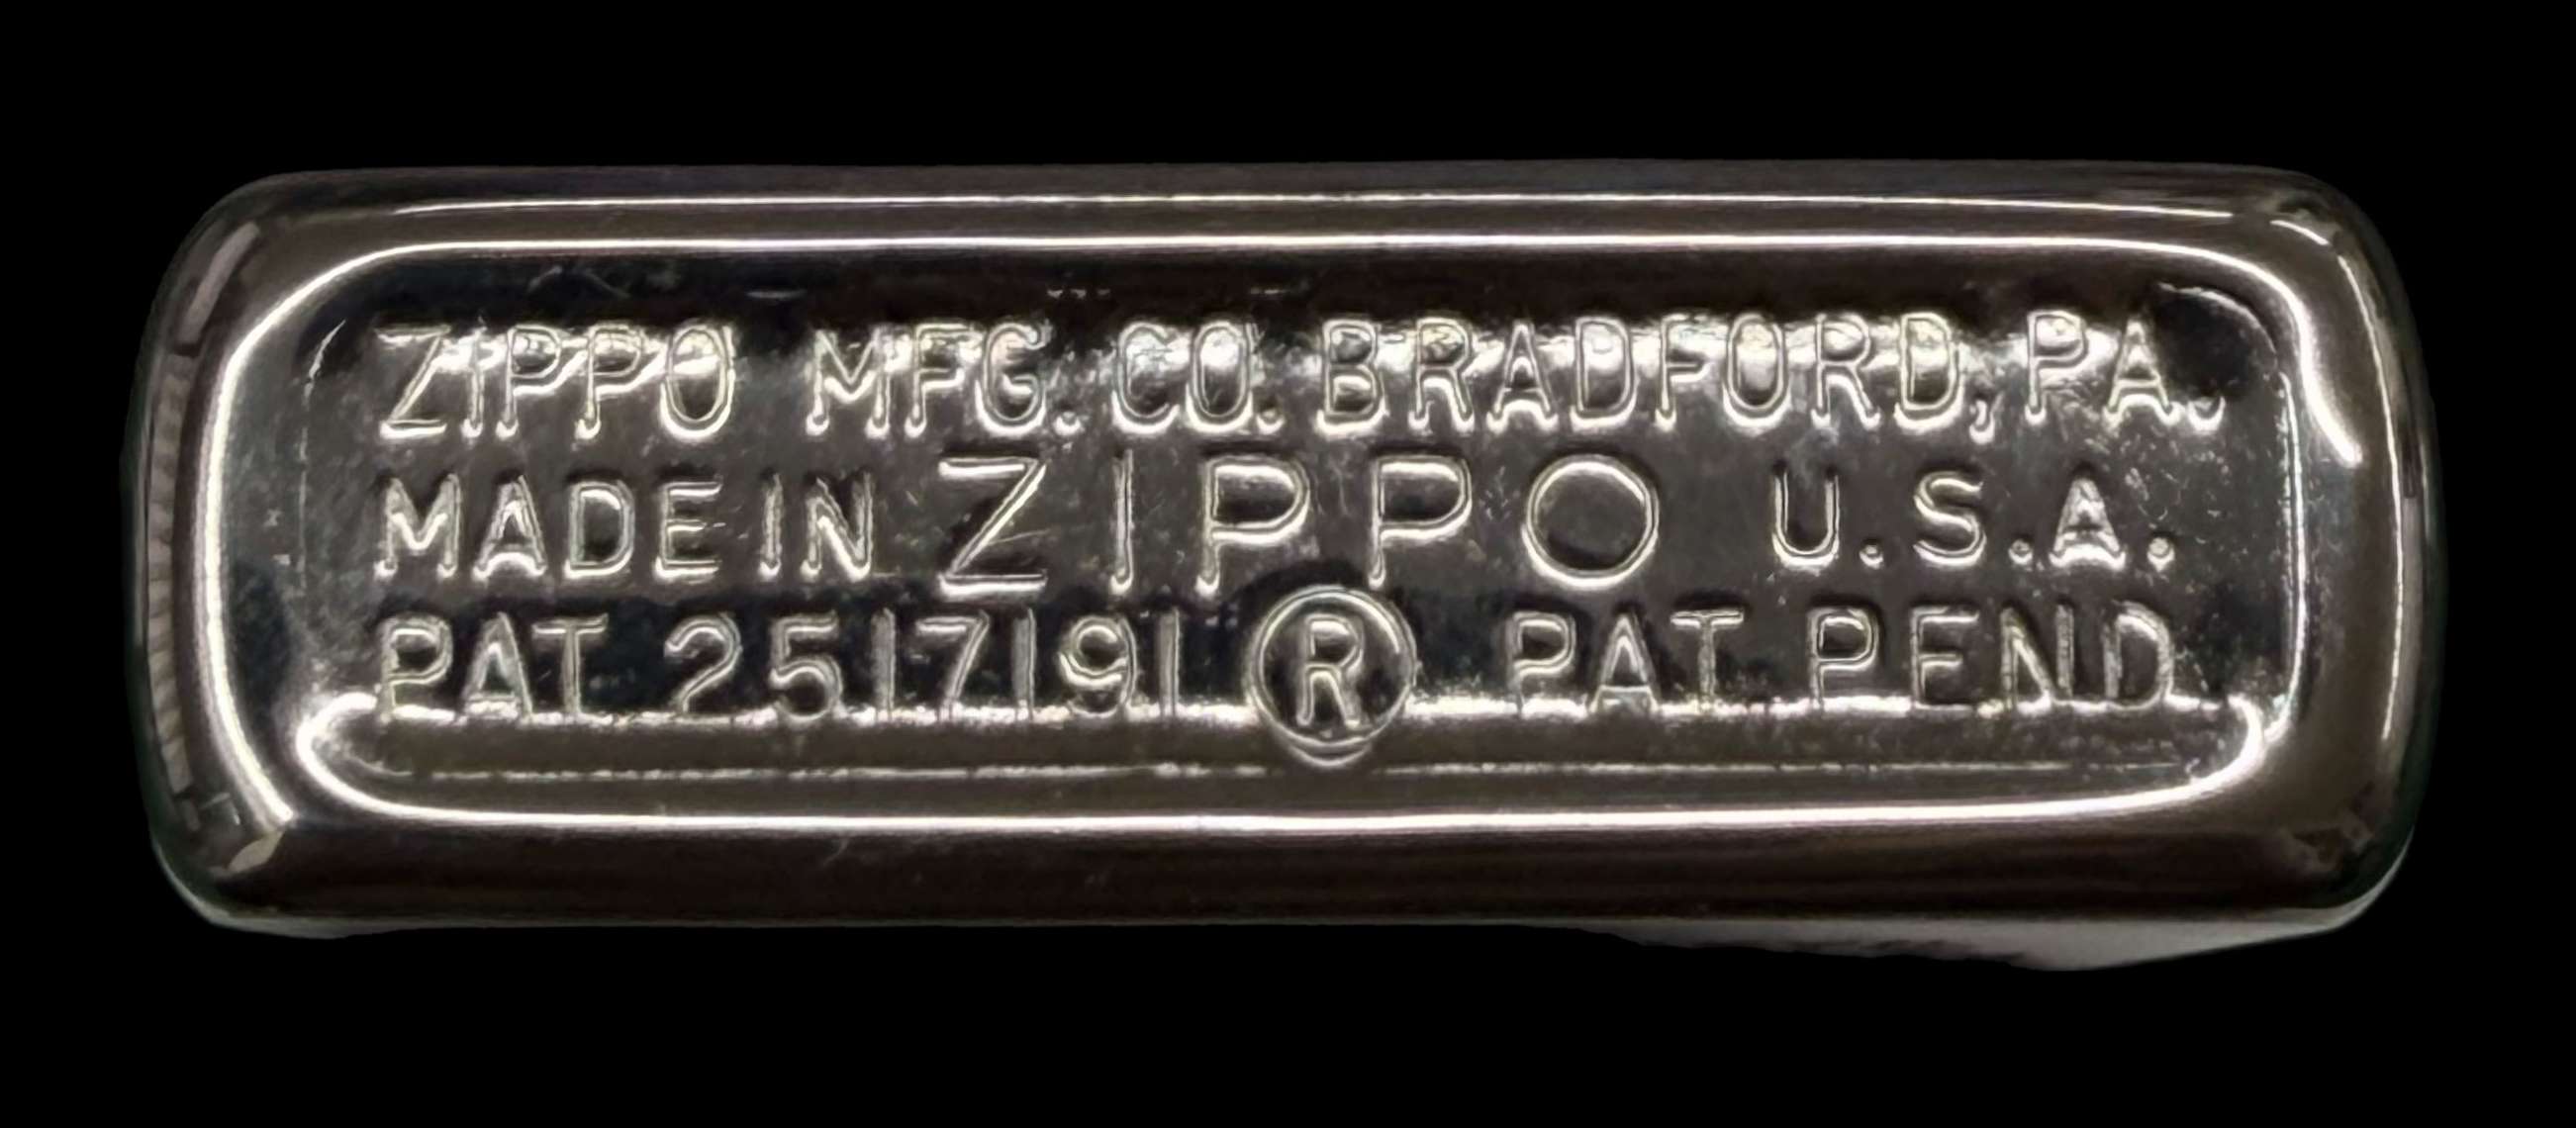 ZIPPO MFG. CO. BRADFORD, PA.
MADE IN ZIPPO U.S.A.
PAT 2517191 ® PAT PEND